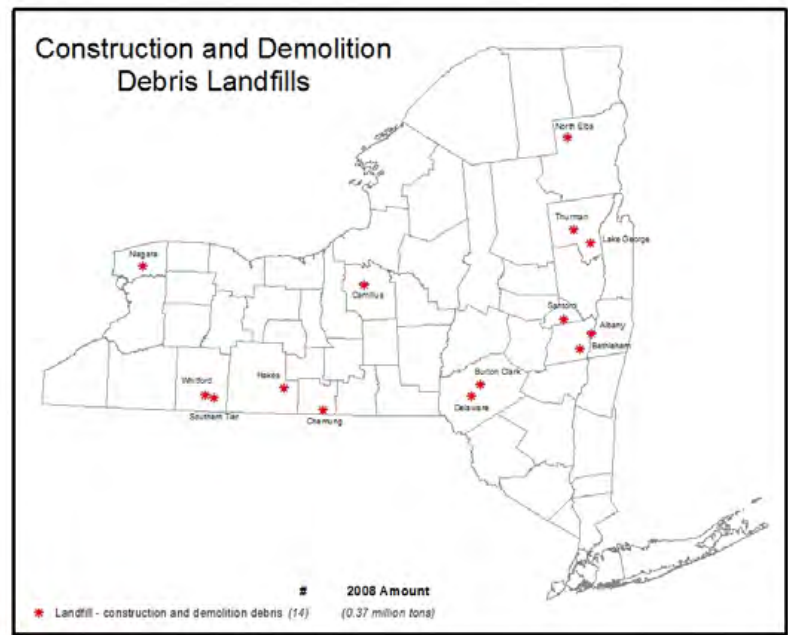 Construction and Demolition
Debris Landfills
North Elba
Thurman
Lake George
Niagara
Camillus
Santoro
Albany
Bethlehem
Burton Clark
Hakes
Whitford
Delaware
Southern Tier
Chemung
# 2008 Amount
Landfill - construction and demolition debris (14) (0.37 million tons)